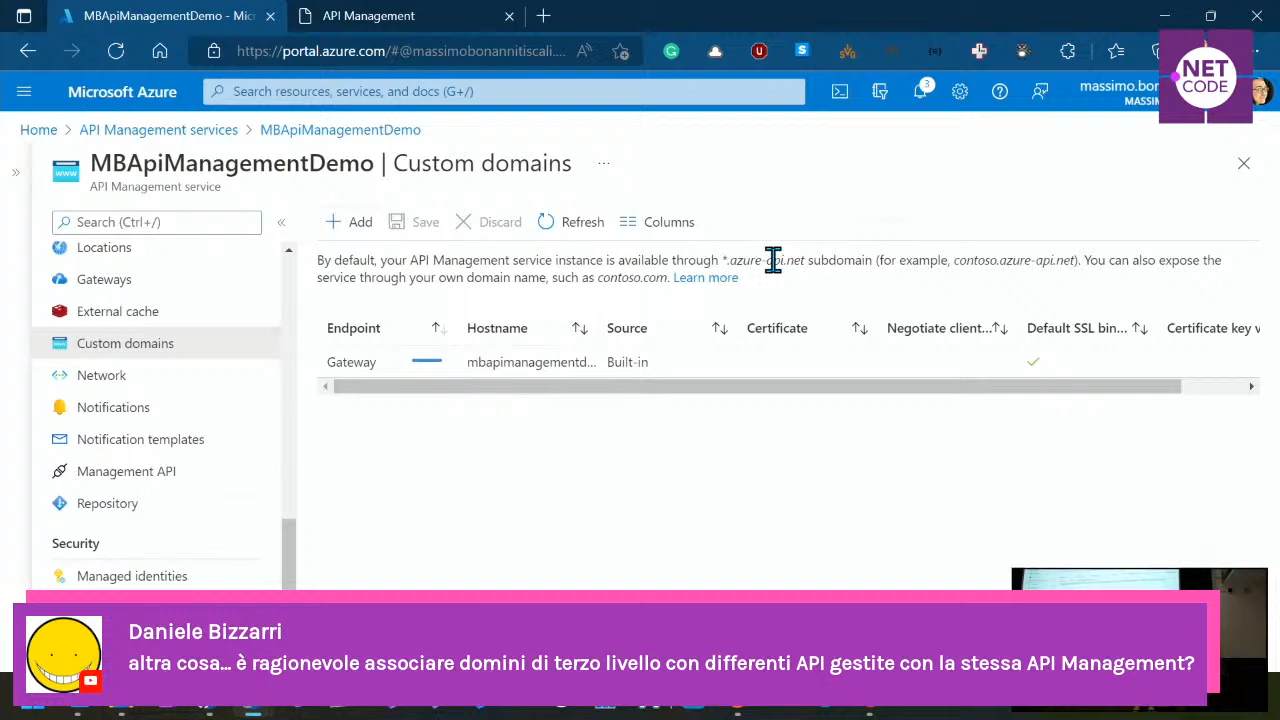 MBApiManagementDemo - Mic
API Management
https://portal.azure.com/#@massimobonannitiscali....
Microsoft Azure
Search resources, services, and docs (G+/)
3
massimo.bon
MASSIM
NET
CODE
Home > API Management services > MBApiManagementDemo
MBApiManagementDemo | Custom domains ...
API Management service
Search (Ctrl+/)
Locations
Gateways
External cache
Custom domains
Network
Notifications
Notification templates
Management API
Repository
Security
Managed identities
Add Save Discard Refresh Columns
By default, your API Management service instance is available through *.azure-api.net subdomain (for example, contoso.azure-api.net). You can also expose the
service through your own domain name, such as contoso.com. Learn more
Endpoint Hostname Source Certificate Negotiate client... Default SSL bin... Certificate key v
Gateway mbapimanagementd... Built-in
Daniele Bizzarri
altra cosa... è ragionevole associare domini di terzo livello con differenti API gestite con la stessa API Management?